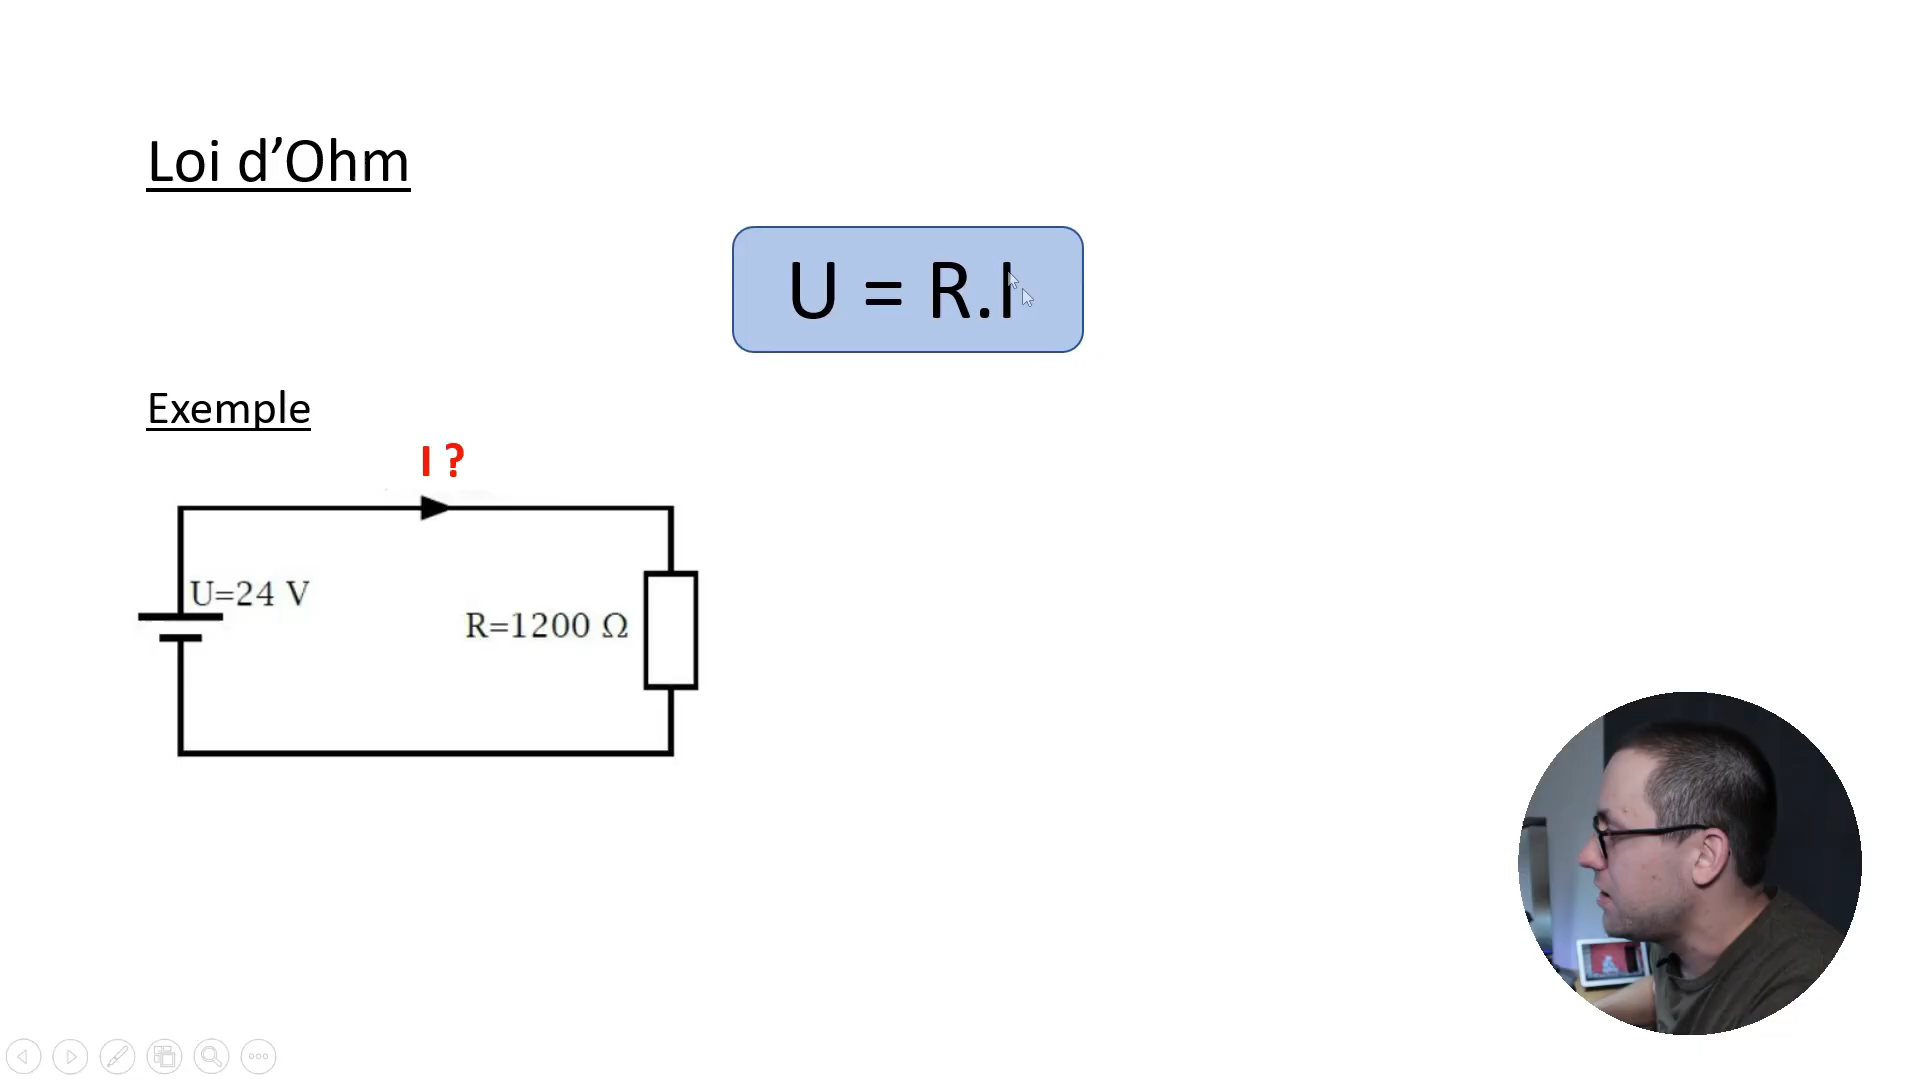 Loi d’Ohm
U = R.I
Exemple
I ?
U=24 V
R=1200 Ω